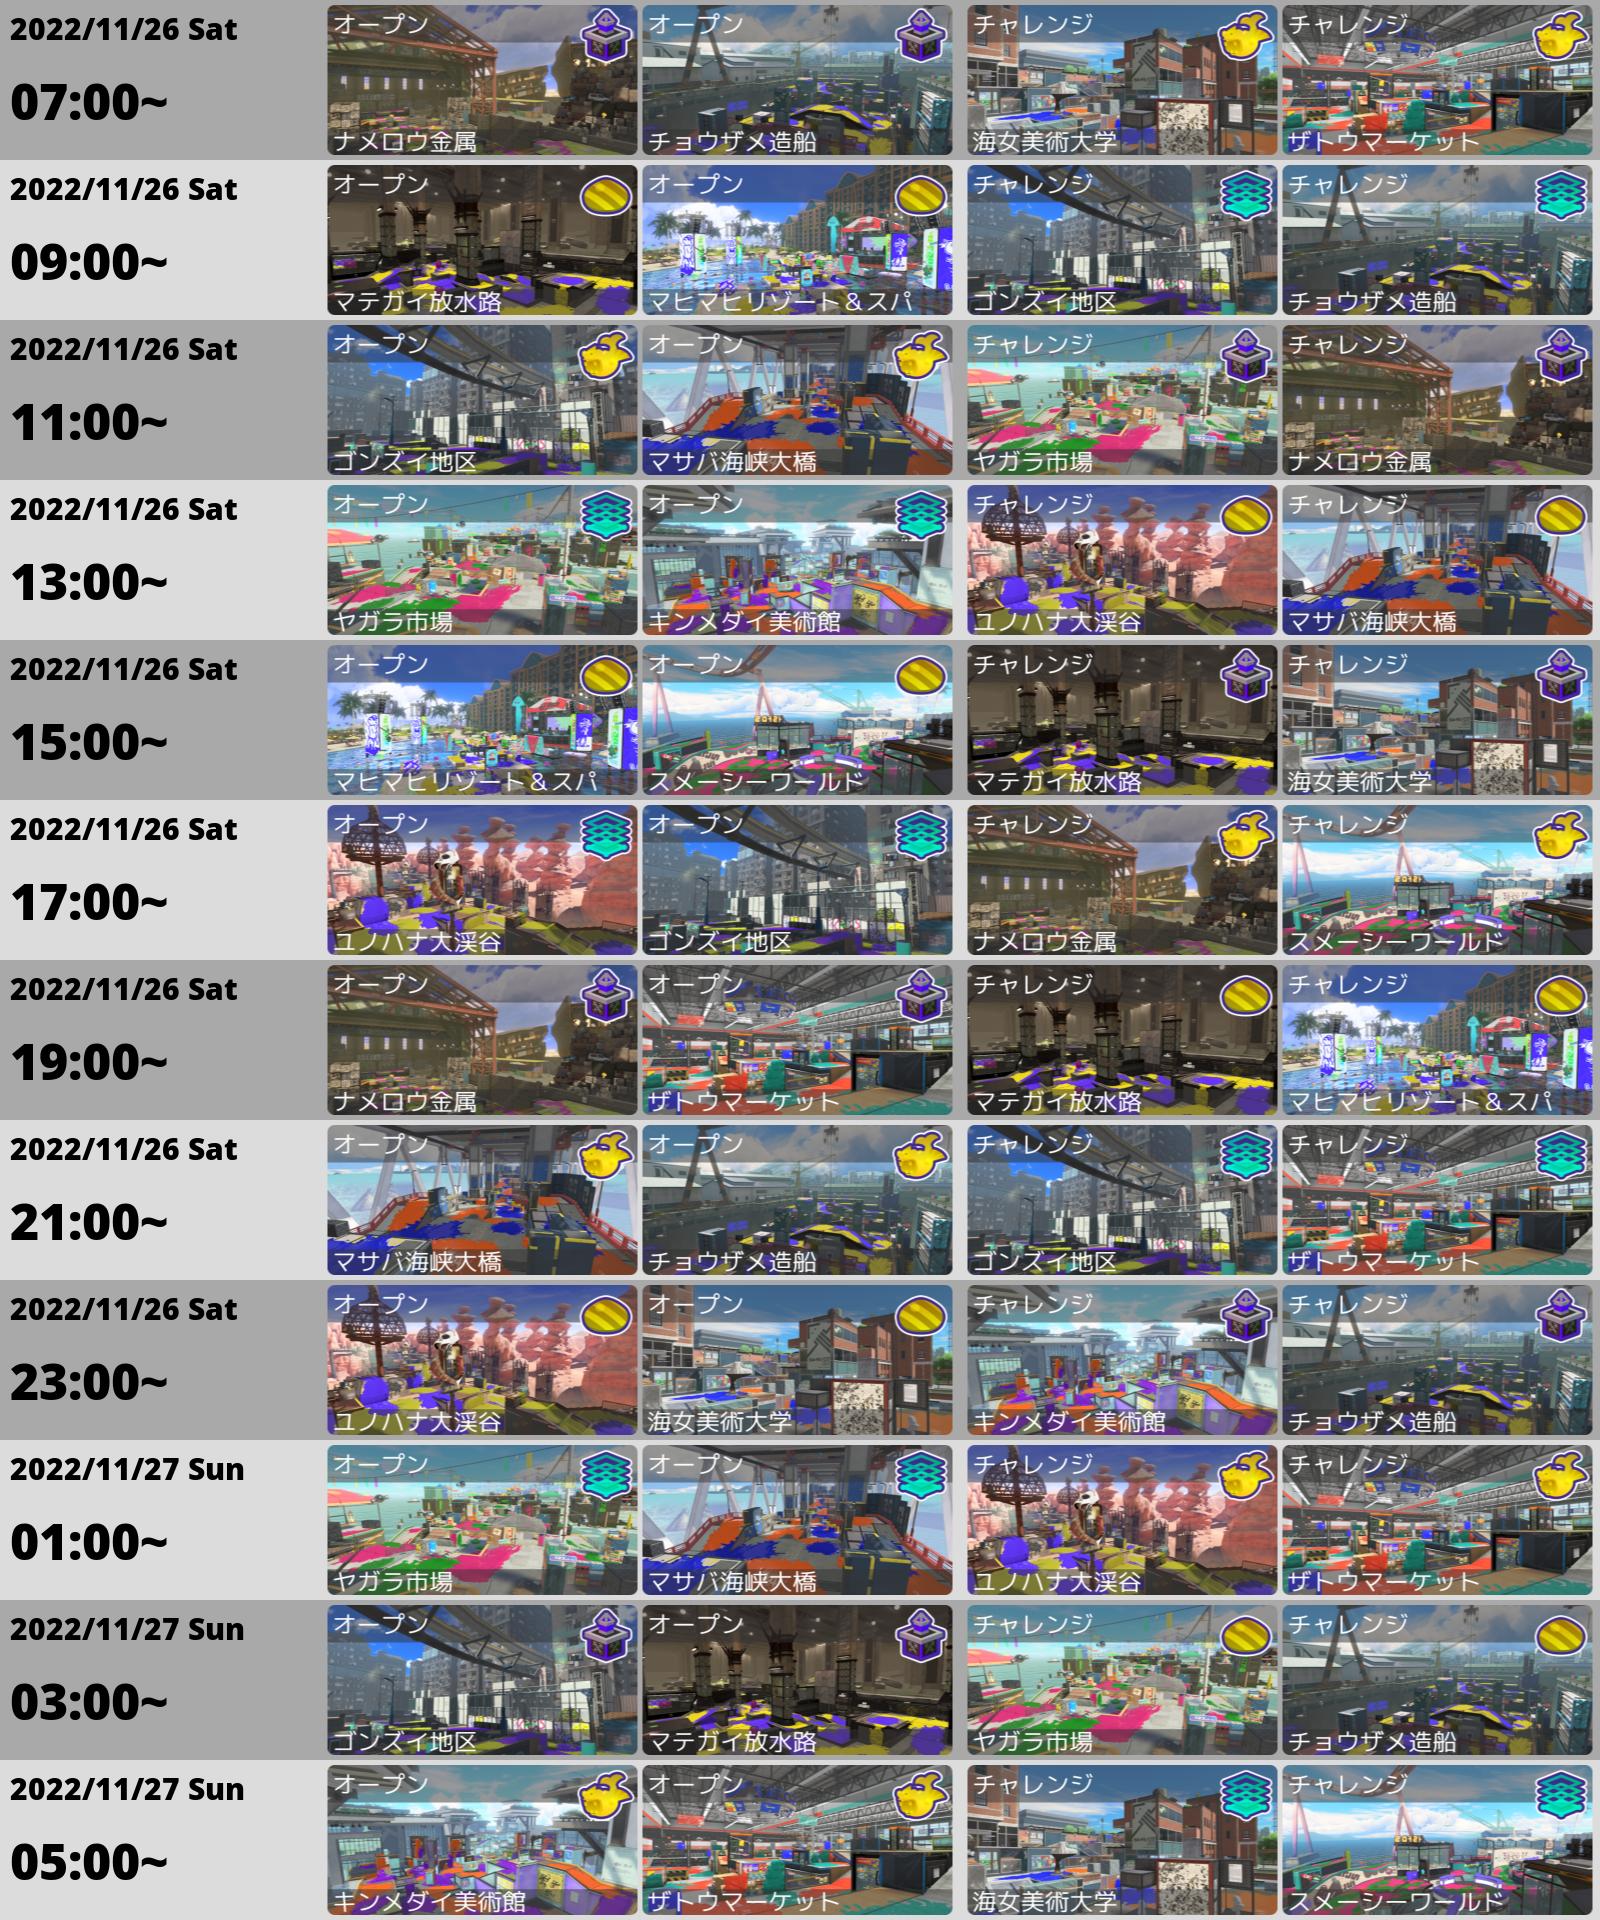 2022/11/26 Sat
07:00~
オープン
ナメロウ金属
オープン
チョウザメ造船
チャレンジ
海女美術大学
チャレンジ
ザトウマーケット
2022/11/26 Sat
09:00~
オープン
マテガイ放水路
オープン
マヒマヒリゾート＆スパ
チャレンジ
ゴンズイ地区
チャレンジ
チョウザメ造船
2022/11/26 Sat
11:00~
オープン
ゴンズイ地区
オープン
マサバ海峡大橋
チャレンジ
ヤガラ市場
チャレンジ
ナメロウ金属
2022/11/26 Sat
13:00~
オープン
ヤガラ市場
オープン
キンメダイ美術館
チャレンジ
ユノハナ大渓谷
チャレンジ
マサバ海峡大橋
2022/11/26 Sat
15:00~
オープン
マヒマヒリゾート＆スパ
オープン
スメーシーワールド
チャレンジ
マテガイ放水路
チャレンジ
海女美術大学
2022/11/26 Sat
17:00~
オープン
ユノハナ大渓谷
オープン
ゴンズイ地区
チャレンジ
ナメロウ金属
チャレンジ
スメーシーワールド
2022/11/26 Sat
19:00~
オープン
ナメロウ金属
オープン
ザトウマーケット
チャレンジ
マテガイ放水路
チャレンジ
マヒマヒリゾート＆スパ
2022/11/26 Sat
21:00~
オープン
マサバ海峡大橋
オープン
チョウザメ造船
チャレンジ
ゴンズイ地区
チャレンジ
ザトウマーケット
2022/11/26 Sat
23:00~
オープン
ユノハナ大渓谷
オープン
海女美術大学
チャレンジ
キンメダイ美術館
チャレンジ
チョウザメ造船
2022/11/27 Sun
01:00~
オープン
ヤガラ市場
オープン
マサバ海峡大橋
チャレンジ
ユノハナ大渓谷
チャレンジ
ザトウマーケット
2022/11/27 Sun
03:00~
オープン
ゴンズイ地区
オープン
マテガイ放水路
チャレンジ
ヤガラ市場
チャレンジ
チョウザメ造船
2022/11/27 Sun
05:00~
オープン
キンメダイ美術館
オープン
ザトウマーケット
チャレンジ
海女美術大学
チャレンジ
スメーシーワールド